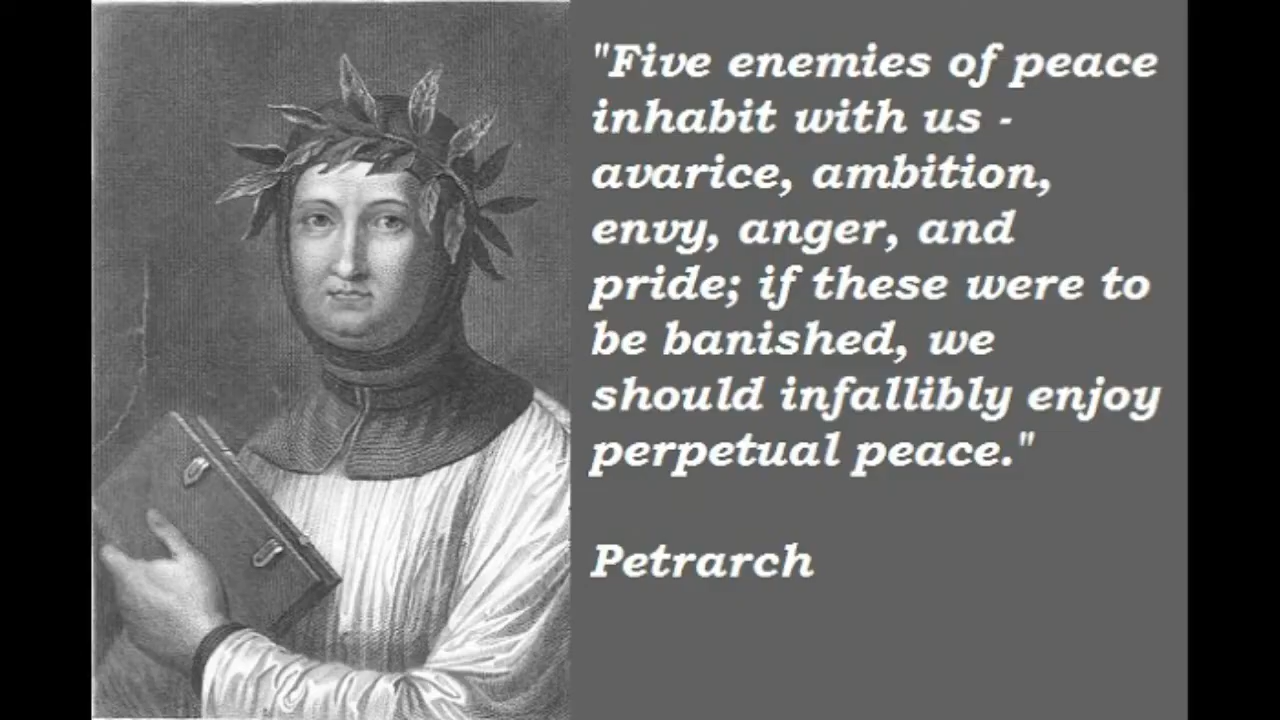 "Five enemies of peace
inhabit with us -
avarice, ambition,
envy, anger, and
pride; if these were to
be banished, we
should infallibly enjoy
perpetual peace."
Petrarch